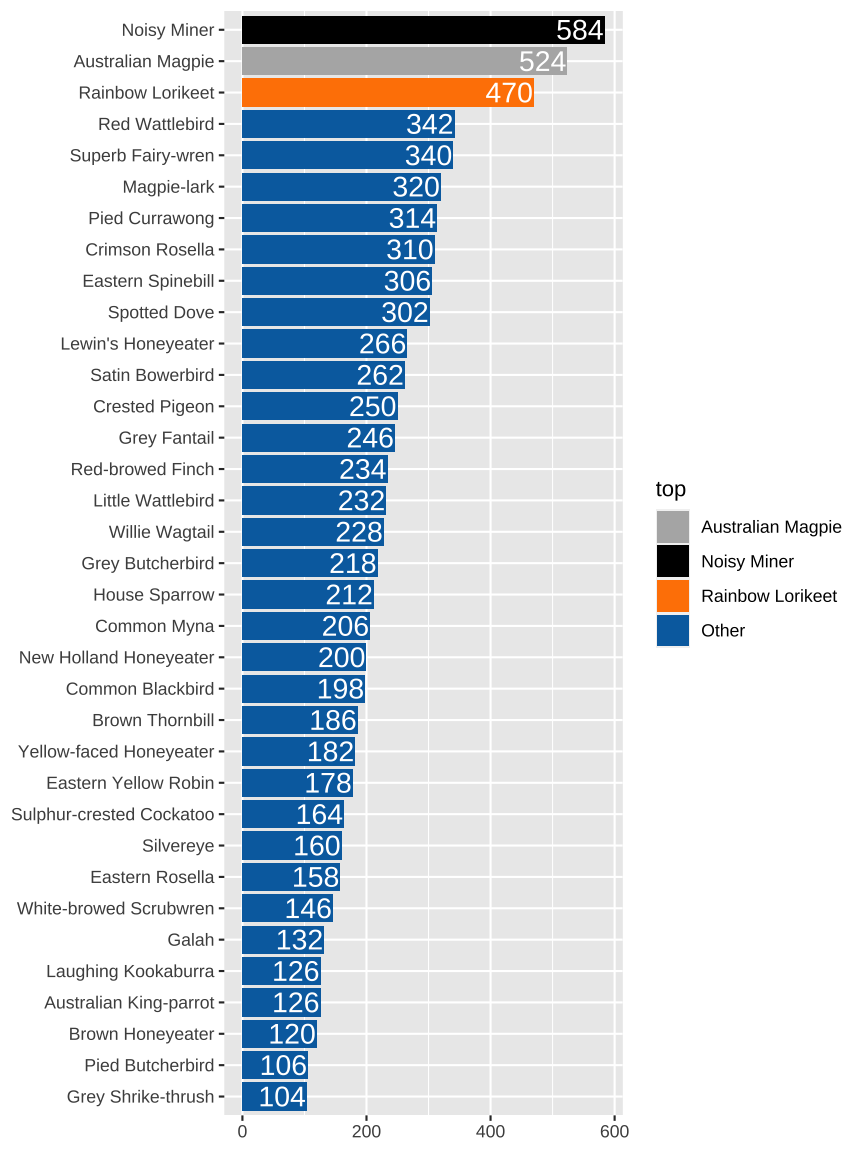 Noisy Miner 584
Australian Magpie 524
Rainbow Lorikeet 470
Red Wattlebird 342
Superb Fairy-wren 340
Magpie-lark 320
Pied Currawong 314
Crimson Rosella 310
Eastern Spinebill 306
Spotted Dove 302
Lewin's Honeyeater 266
Satin Bowerbird 262
Crested Pigeon 250
Grey Fantail 246
Red-browed Finch 234
Little Wattlebird 232
Willie Wagtail 228
Grey Butcherbird 218
House Sparrow 212
Common Myna 206
New Holland Honeyeater 200
Common Blackbird 198
Brown Thornbill 186
Yellow-faced Honeyeater 182
Eastern Yellow Robin 178
Sulphur-crested Cockatoo 164
Silvereye 160
Eastern Rosella 158
White-browed Scrubwren 146
Galah 132
Laughing Kookaburra 126
Australian King-parrot 126
Brown Honeyeater 120
Pied Butcherbird 106
Grey Shrike-thrush 104
0 200 400 600
top
Australian Magpie
Noisy Miner
Rainbow Lorikeet
Other